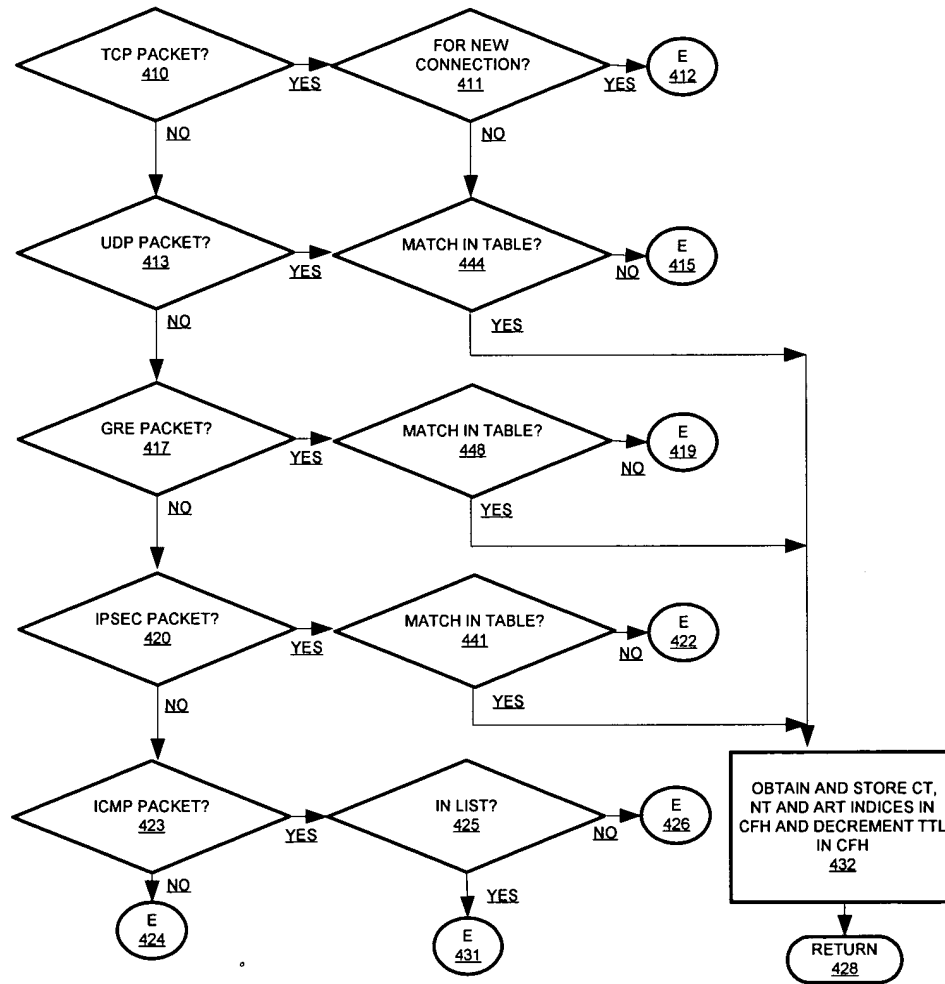 TCP PACKET?
410
YES
NO
FOR NEW
CONNECTION?
411
YES
NO
E
412
UDP PACKET?
413
YES
NO
MATCH IN TABLE?
444
NO
YES
E
415
GRE PACKET?
417
YES
NO
MATCH IN TABLE?
448
NO
YES
E
419
IPSEC PACKET?
420
YES
NO
MATCH IN TABLE?
441
NO
YES
E
422
ICMP PACKET?
423
YES
NO
IN LIST?
425
NO
YES
E
426
OBTAIN AND STORE CT,
NT AND ART INDICES IN
CFH AND DECREMENT TTL
IN CFH
432
E
424
E
431
RETURN
428